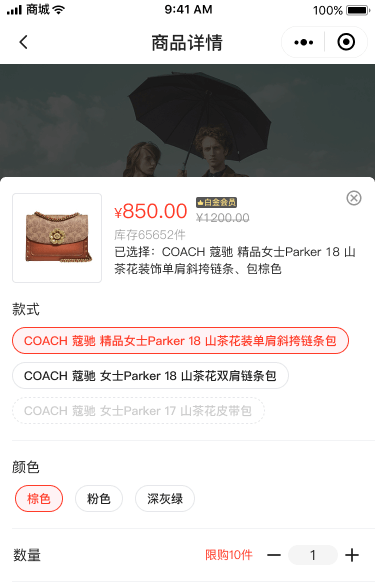 商城
9:41 AM
100%
商品详情
¥850.00
白金会员
¥1200.00
库存65652件
已选择：COACH 蔻驰 精品女士Parker 18 山
茶花装饰单肩斜挎链条、包棕色
款式
COACH 蔻驰 精品女士Parker 18 山茶花装单肩斜挎链条包
COACH 蔻驰 女士Parker 18 山茶花双肩链条包
COACH 蔻驰 女士Parker 17 山茶花皮带包
颜色
棕色
粉色
深灰绿
数量
限购10件
1